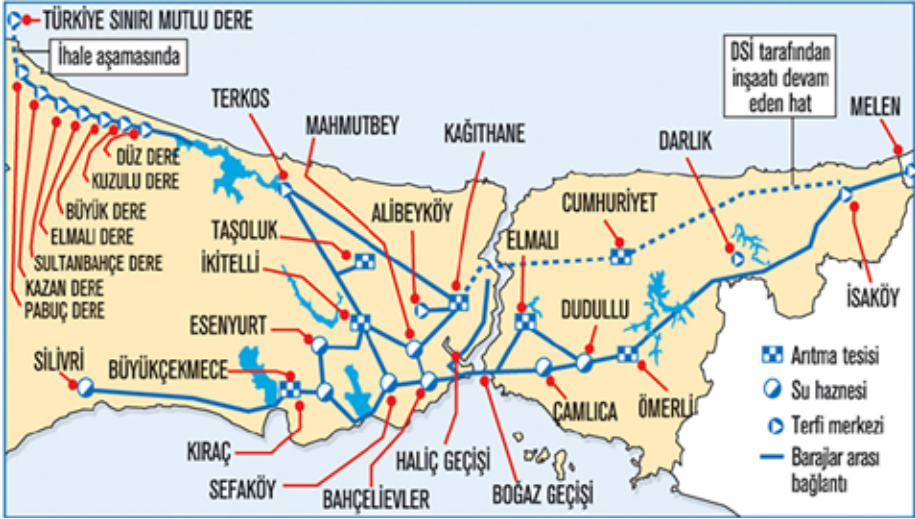 TÜRKİYE SINIRI MUTLU DERE
İhale aşamasında
DSİ tarafından
inşaatı devam
eden hat
MELEN
TERKOS
MAHMUTBEY
KAĞITHANE
DARLIK
DÜZ DERE
KUZULU DERE
BÜYÜK DERE
ELMALI DERE
SULTANBAHÇE DERE
KAZAN DERE
PABUÇ DERE
TAŞOLUK
ALİBEYKÖY
CUMHURİYET
İKİTELLİ
ELMALI
İSAKÖY
ESENYURT
DUDULLU
SİLİVRİ
BÜYÜKÇEKMECE
ÇAMLICA
ÖMERLİ
KIRAÇ
SEFAKÖY
BAHÇELİEVLER
HALİÇ GEÇİŞİ
BOĞAZ GEÇİŞİ
Arıtma tesisi
Su haznesi
Terfi merkezi
Barajlar arası
bağlantı